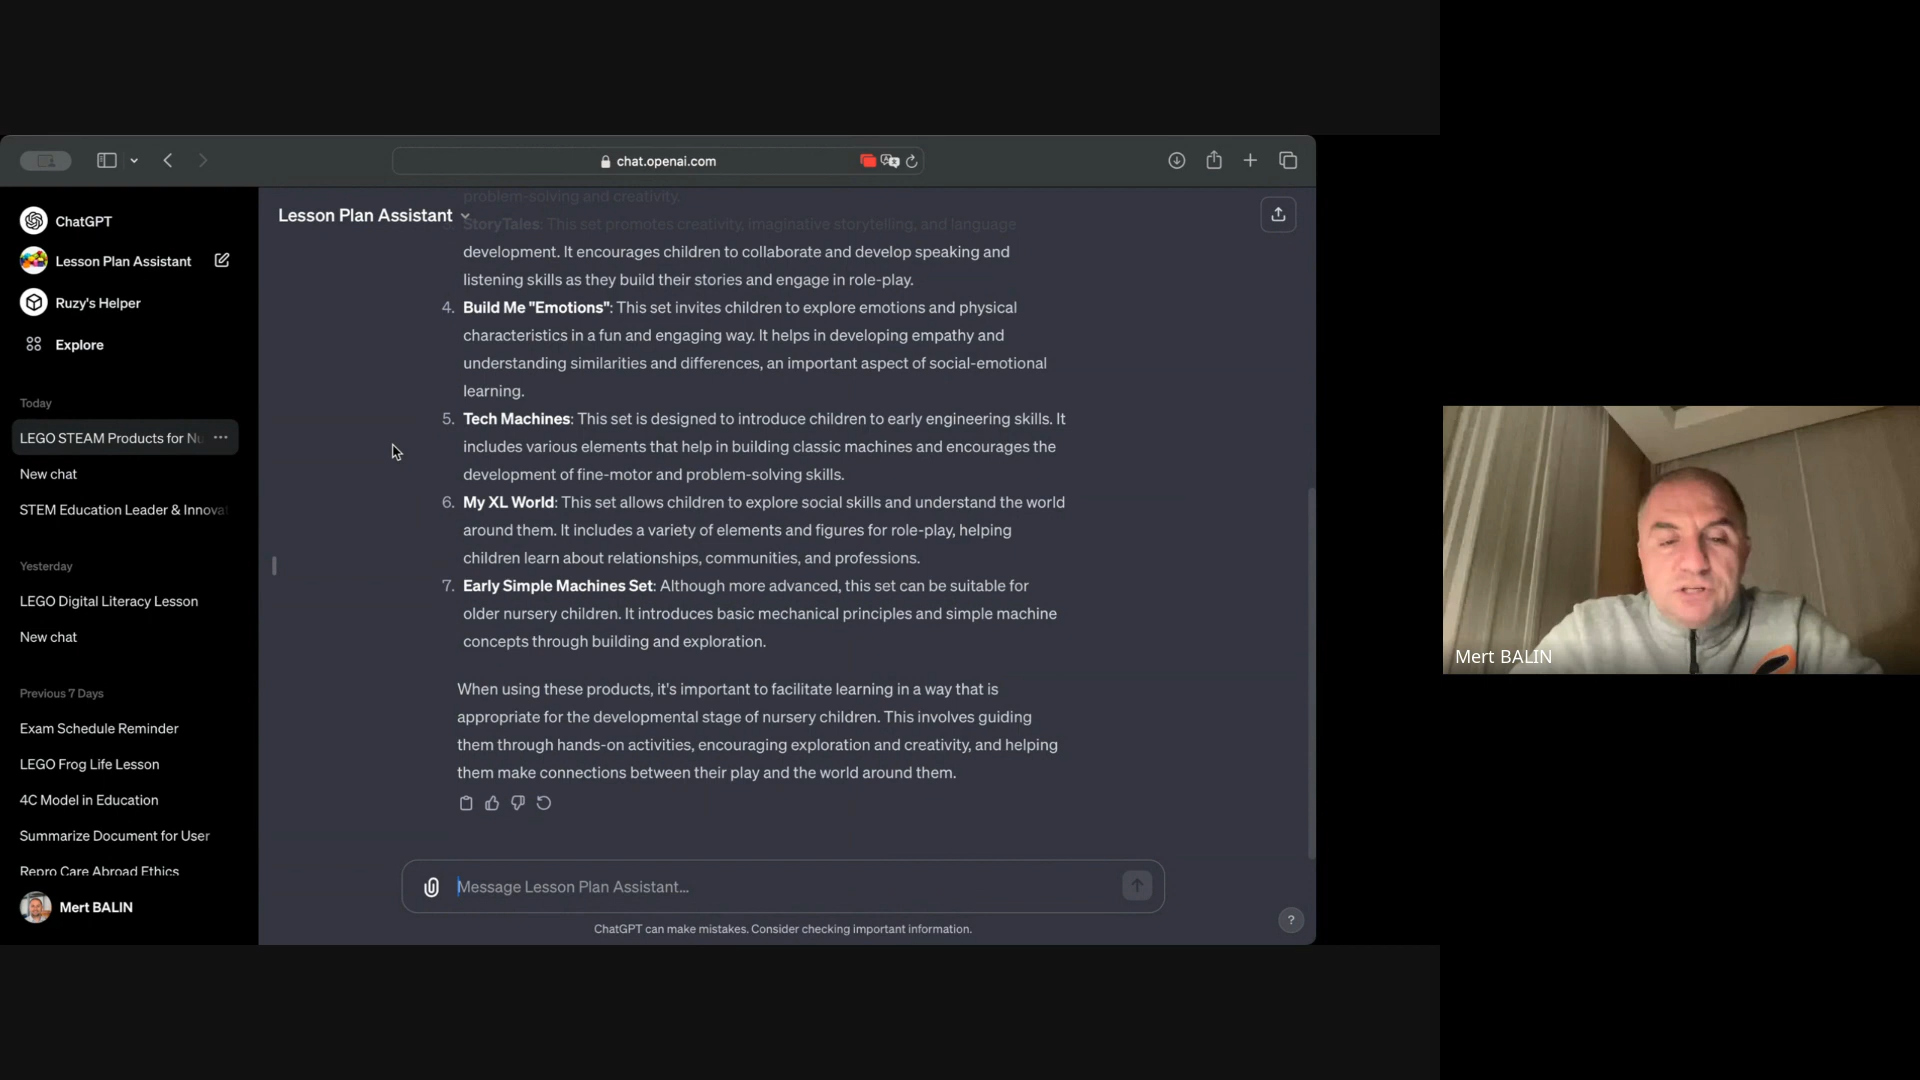 chat.openai.com
ChatGPT
Lesson Plan Assistant
Ruzy's Helper
Explore
Today
LEGO STEAM Products for Nu
New chat
STEM Education Leader & Innovat
Yesterday
LEGO Digital Literacy Lesson
New chat
Previous 7 Days
Exam Schedule Reminder
LEGO Frog Life Lesson
4C Model in Education
Summarize Document for User
Repro Care Abroad Ethics
Mert BALIN
Lesson Plan Assistant
problem-solving and creativity.
StoryTales: This set promotes creativity, imaginative storytelling, and language
development. It encourages children to collaborate and develop speaking and
listening skills as they build their stories and engage in role-play.
4. Build Me "Emotions": This set invites children to explore emotions and physical
characteristics in a fun and engaging way. It helps in developing empathy and
understanding similarities and differences, an important aspect of social-emotional
learning.
5. Tech Machines: This set is designed to introduce children to early engineering skills. It
includes various elements that help in building classic machines and encourages the
development of fine-motor and problem-solving skills.
6. My XL World: This set allows children to explore social skills and understand the world
around them. It includes a variety of elements and figures for role-play, helping
children learn about relationships, communities, and professions.
7. Early Simple Machines Set: Although more advanced, this set can be suitable for
older nursery children. It introduces basic mechanical principles and simple machine
concepts through building and exploration.
When using these products, it's important to facilitate learning in a way that is
appropriate for the developmental stage of nursery children. This involves guiding
them through hands-on activities, encouraging exploration and creativity, and helping
them make connections between their play and the world around them.
Message Lesson Plan Assistant...
ChatGPT can make mistakes. Consider checking important information.
?
Mert BALIN